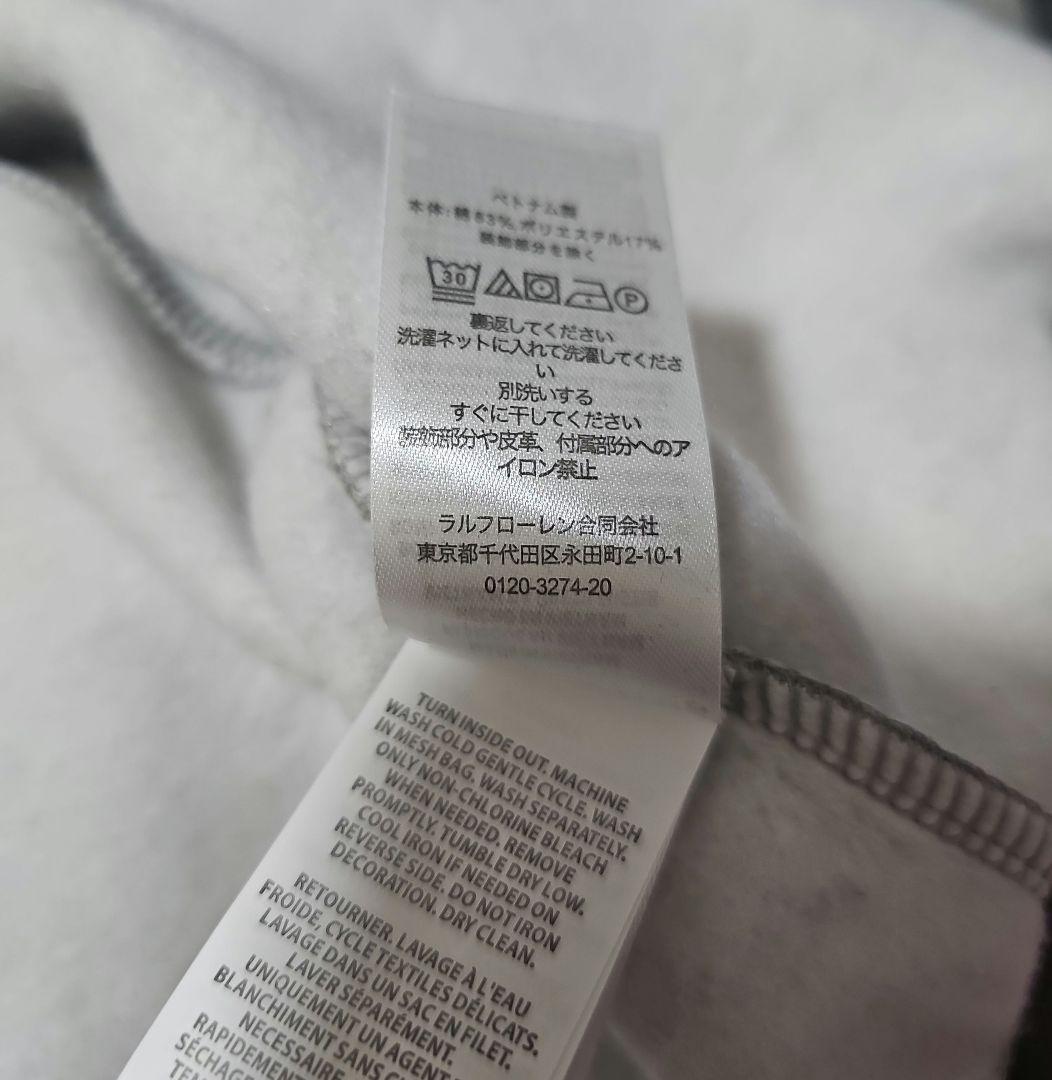 ベトナム製
本体:綿83%,ポリエステル17%
装飾部分を除く
30
P
裏返してください
洗濯ネットに入れて洗濯してくださ
い
別洗いする
すぐに干してください
装飾部分や皮革、付属部分へのア
イロン禁止
ラルフローレン合同会社
東京都千代田区永田町2-10-1
0120-3274-20
TURN INSIDE OUT. MACHINE
WASH COLD GENTLE CYCLE. WASH
IN MESH BAG. WASH SEPARATELY.
ONLY NON-CHLORINE BLEACH
WHEN NEEDED. REMOVE
PROMPTLY. TUMBLE DRY LOW.
COOL IRON IF NEEDED ON
REVERSE SIDE. DO NOT IRON
DECORATION. DRY CLEAN.
RETOURNER. LAVAGE À L'EAU
FROIDE, CYCLE TEXTILES DÉLICATS.
LAVAGE DANS UN SAC EN FILET.
LAVER SÉPARÉMENT.
UNIQUEMENT UN AGENT
BLANCHIMENT SANS
NECESSAIRE
RAPIDEMENT
SÉCHAGE